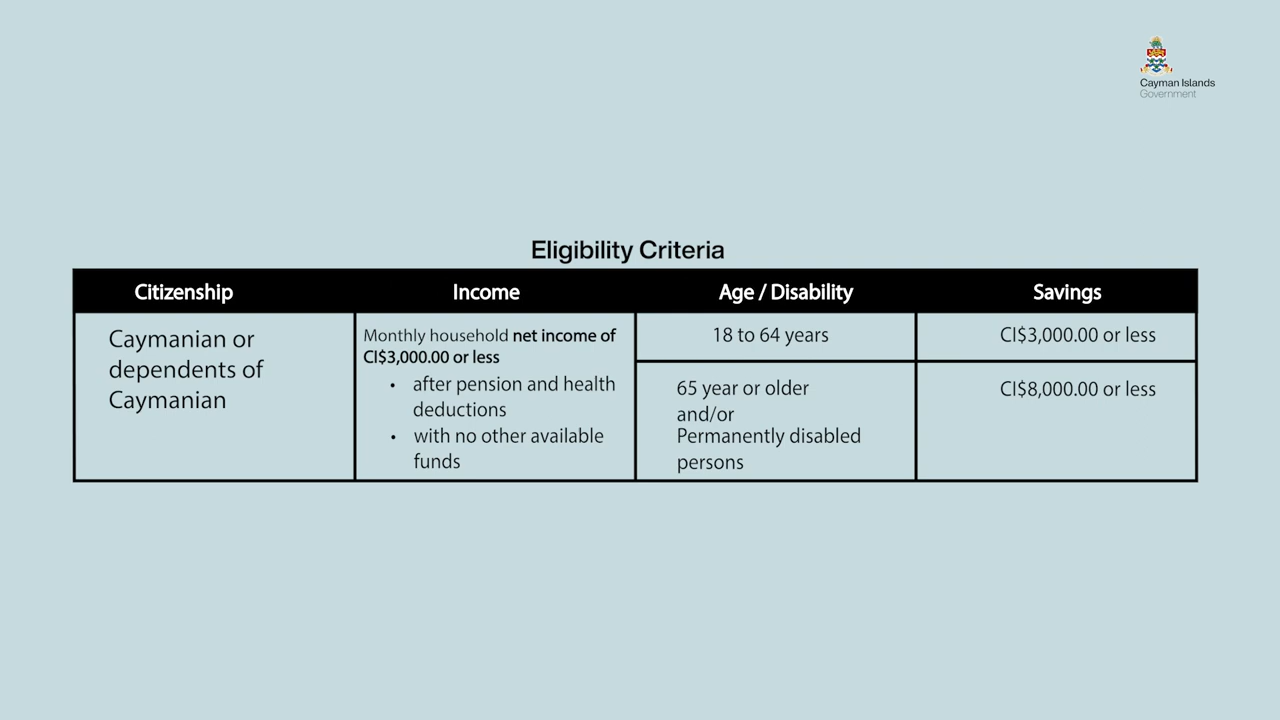 Cayman Islands
Government
Eligibility Criteria
Citizenship
Income
Age / Disability
Savings
Caymanian or
dependents of
Caymanian
Monthly household net income of
CI$3,000.00 or less
• after pension and health
deductions
• with no other available
funds
18 to 64 years
CI$3,000.00 or less
65 year or older
and/or
Permanently disabled
persons
CI$8,000.00 or less